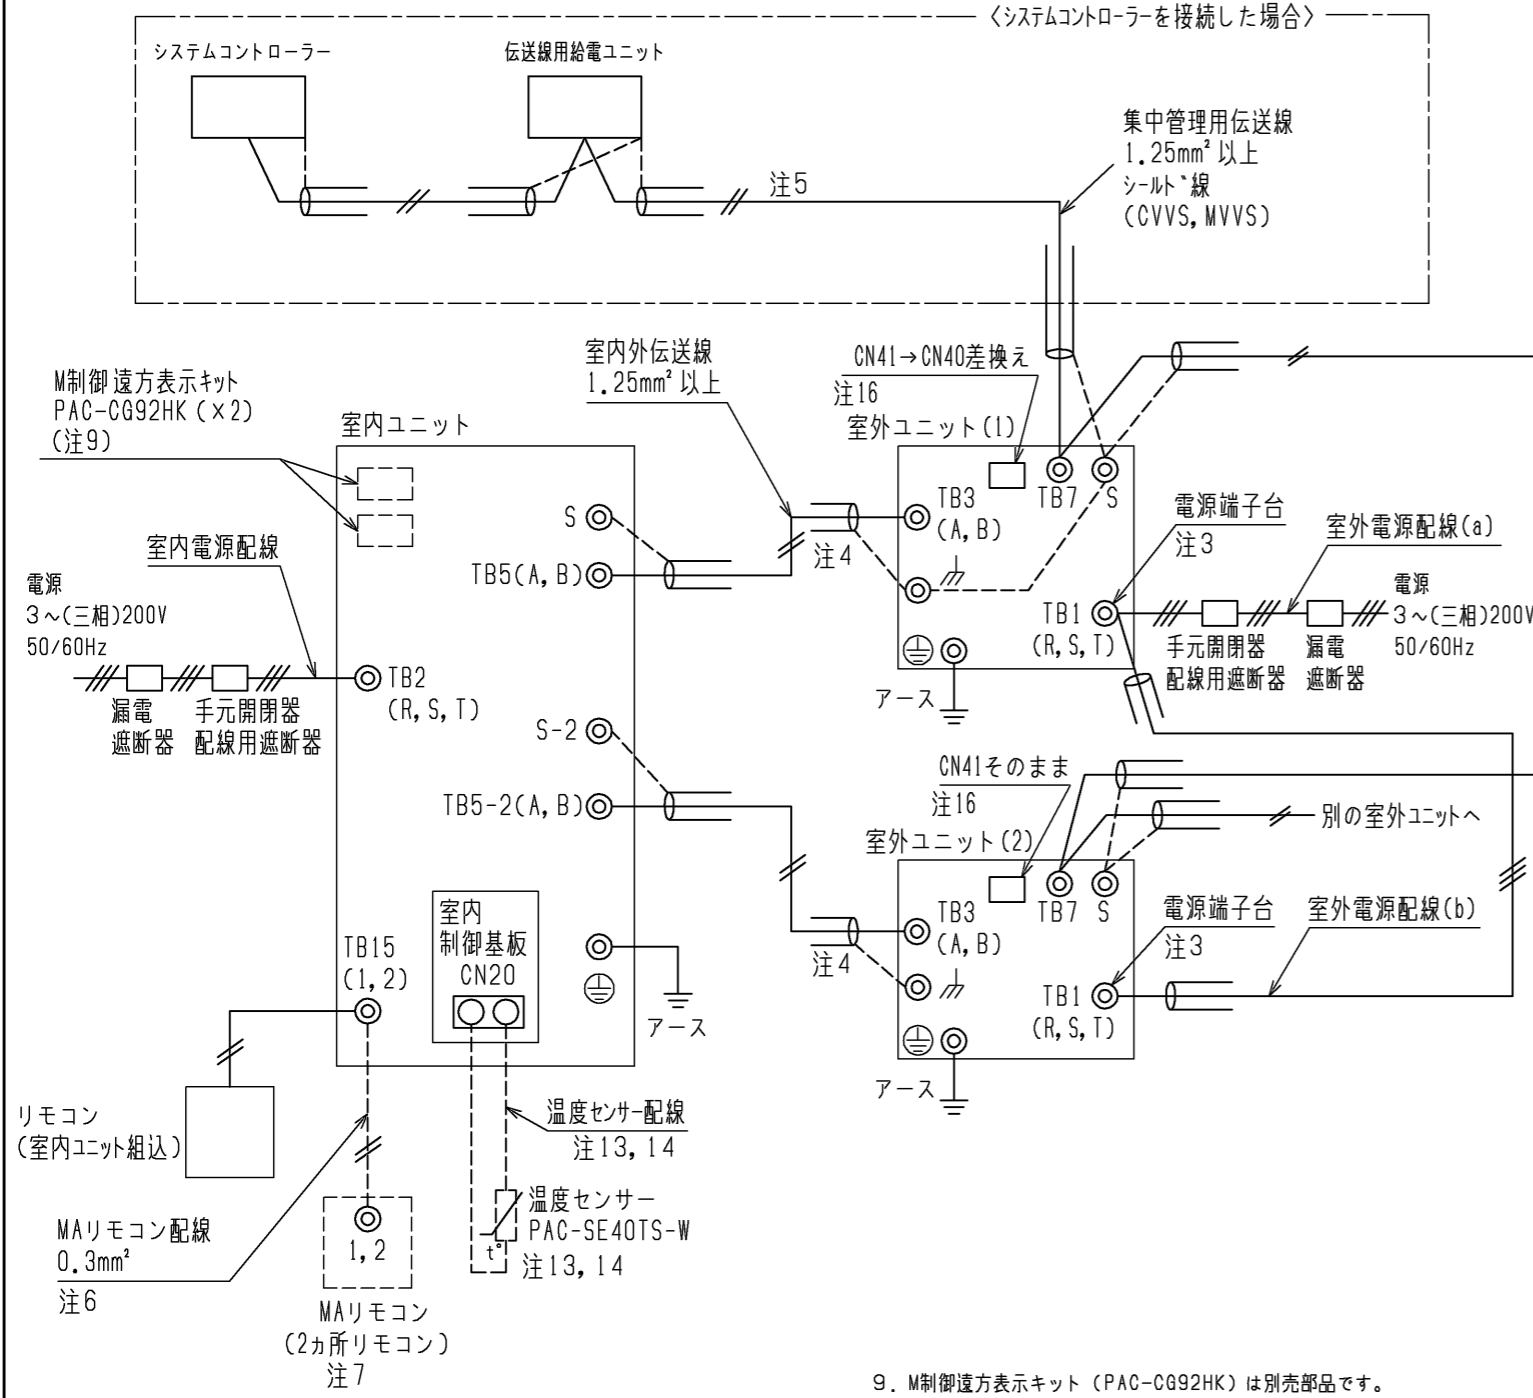 〈システムコントローラーを接続した場合〉
システムコントローラー
伝送線用給電ユニット
集中管理用伝送線
1.25mm²以上
シールド線
(CVVS,MVVS)
注5
室内外伝送線
1.25mm²以上
CN41→CN40差換え
注16
室外ユニット(1)
M制御遠方表示キット
PAC-CG92HK(×2)
(注9)
室内ユニット
S
TB5(A,B)
注4
TB3
(A,B)
TB7
S
電源端子台
注3
室外電源配線(a)
室内電源配線
電源
3～(三相)200V
50/60Hz
TB1
(R,S,T)
手元開閉器
配線用遮断器
漏電
遮断器
電源
3～(三相)200V
50/60Hz
漏電
遮断器
手元開閉器
配線用遮断器
TB2
(R,S,T)
アース
S-2
TB5-2(A,B)
CN41そのまま
注16
室外ユニット(2)
別の室外ユニットへ
TB3
(A,B)
TB7
S
電源端子台
注3
室外電源配線(b)
注4
TB1
(R,S,T)
アース
TB15
(1,2)
室内
制御基板
CN20
アース
リモコン
(室内ユニット組込)
温度センサー配線
注13,14
温度センサー
PAC-SE40TS-W
注13,14
t°
MAリモコン配線
0.3mm²
注6
1,2
MAリモコン
(2ヵ所リモコン)
注7
9. M制御遠方表示キット（PAC-CG92HK）は別売部品です。